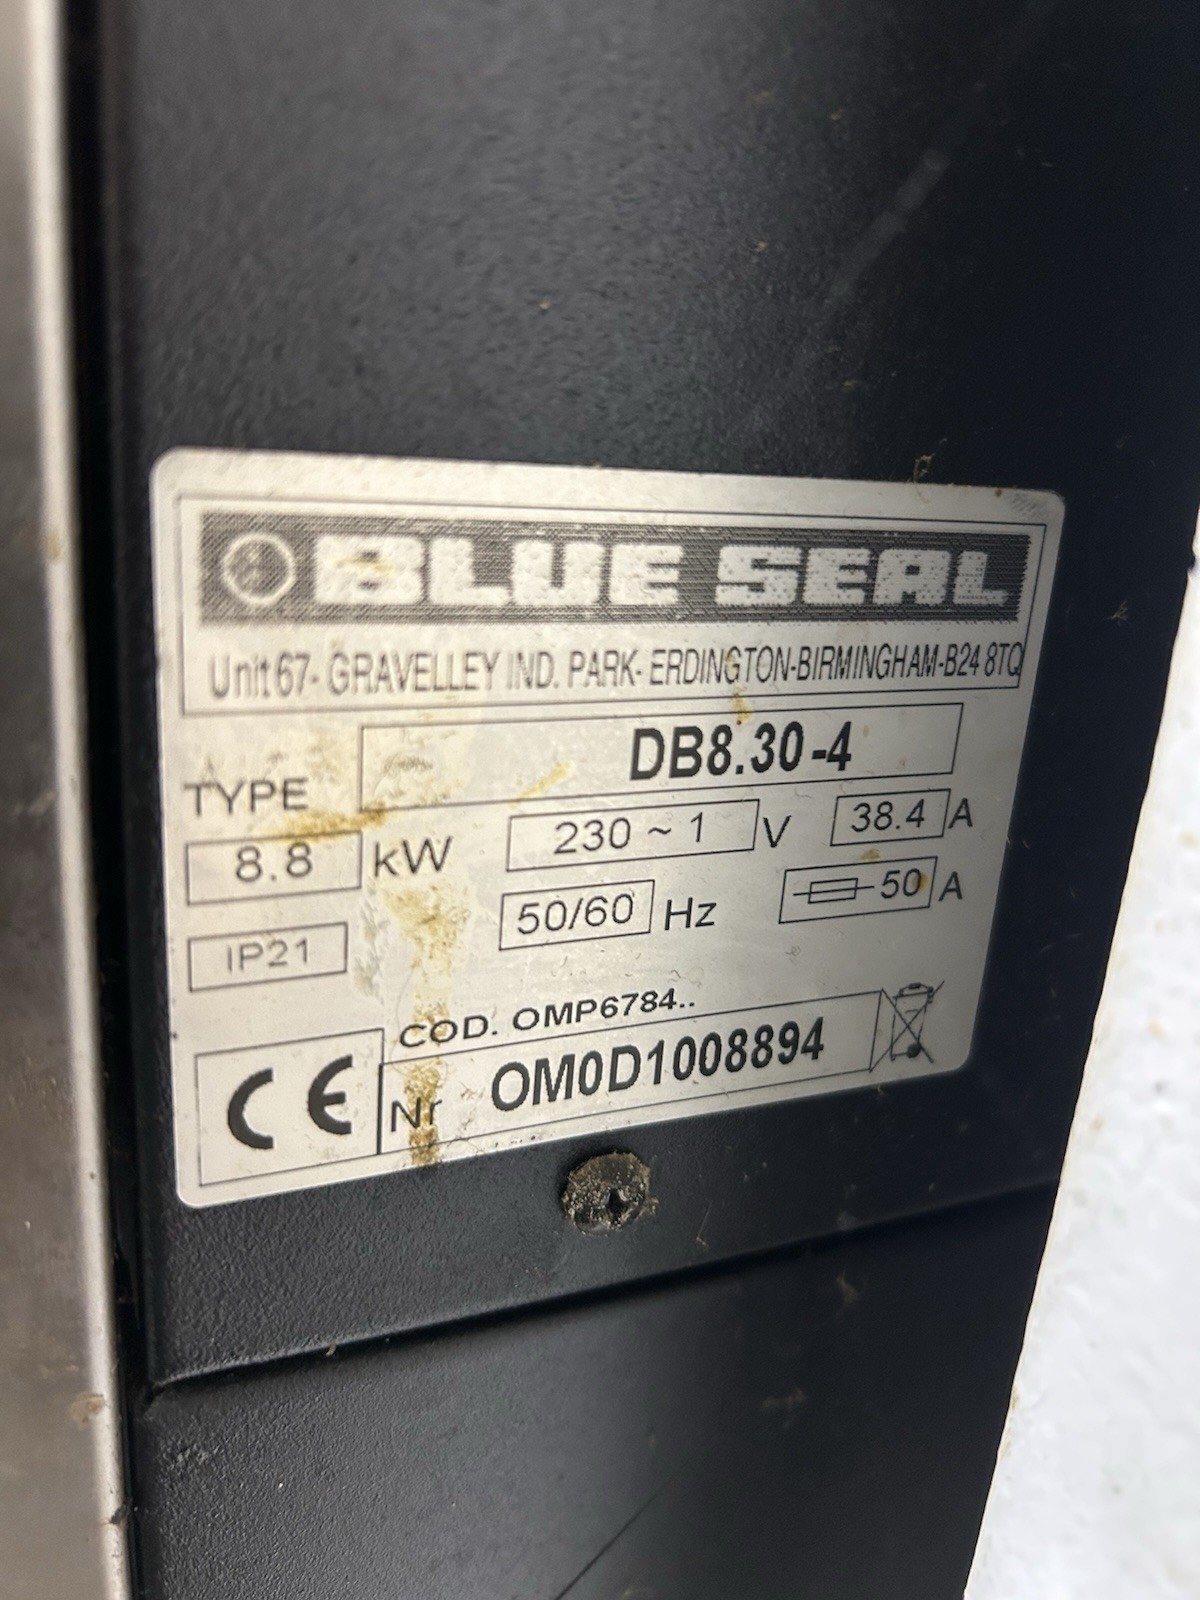 BLUE SEAL
Unit 67- GRAVELLEY IND. PARK- ERDINGTON-BIRMINGHAM-B24 8TQ
TYPE DB8.30-4
8.8 kW 230 ~ 1 V 38.4 A
IP21 50/60 Hz 50 A
COD. OMP6784..
CE Nr OM0D1008894